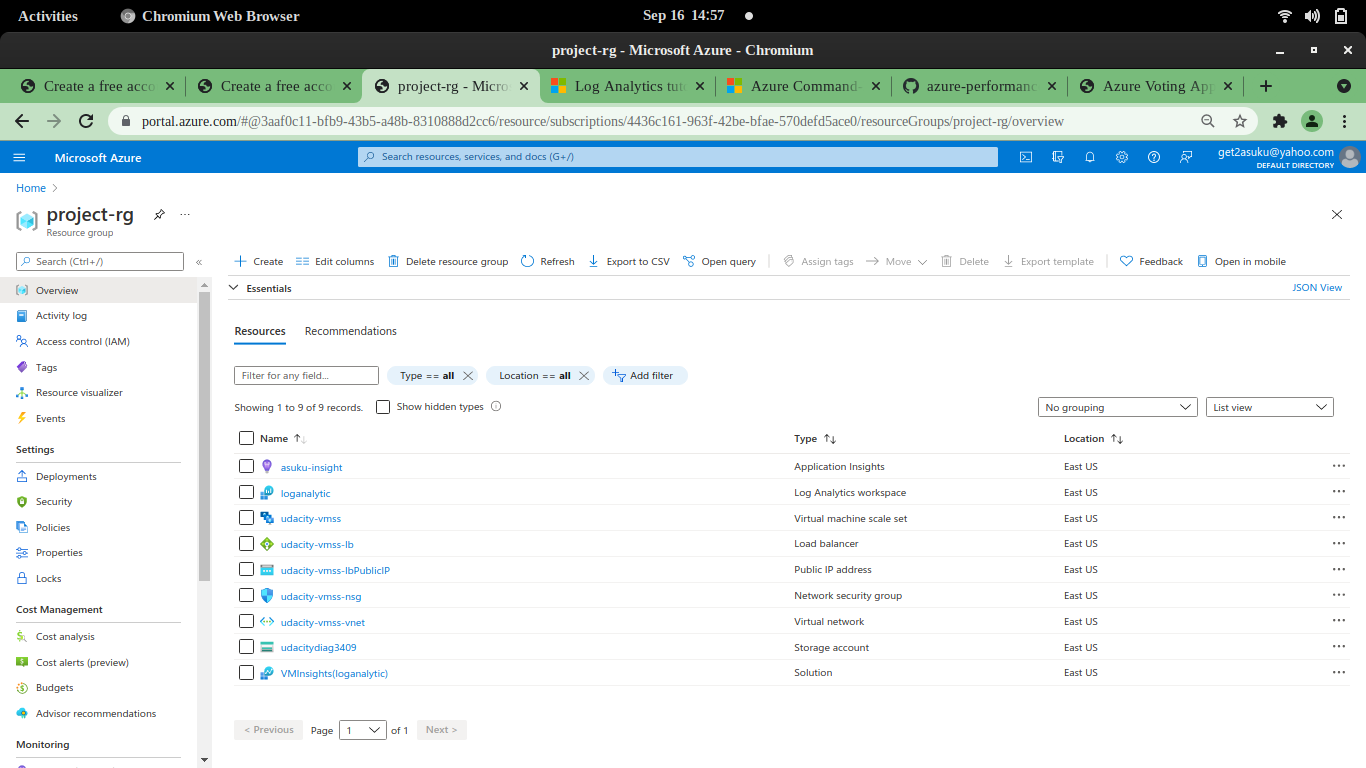 Activities Chromium Web Browser Sep 16 14:57
project-rg - Microsoft Azure - Chromium
Create a free acco Create a free acco project-rg - Micros Log Analytics tut Azure Command- azure-performanc Azure Voting App
portal.azure.com/#@3aaf0c11-bfb9-43b5-a48b-8310888d2cc6/resource/subscriptions/4436c161-963f-42be-bfae-570defd5ace0/resourceGroups/project-rg/overview
Microsoft Azure Search resources, services, and docs (G+/) get2asuku@yahoo.com
DEFAULT DIRECTORY
Home
project-rg
Resource group
Search (Ctrl+/) « Create Edit columns Delete resource group Refresh Export to CSV Open query Assign tags Move Delete Export template Feedback Open in mobile
Overview
Activity log
Access control (IAM)
Tags
Resource visualizer
Events
Settings
Deployments
Security
Policies
Properties
Locks
Cost Management
Cost analysis
Cost alerts (preview)
Budgets
Advisor recommendations
Monitoring
Essentials JSON View
Resources Recommendations
Filter for any field... Type == all Location == all Add filter
Showing 1 to 9 of 9 records. Show hidden types No grouping List view
Name Type Location
asuku-insight Application Insights East US
loganalytic Log Analytics workspace East US
udacity-vmss Virtual machine scale set East US
udacity-vmss-lb Load balancer East US
udacity-vmss-lbPublicIP Public IP address East US
udacity-vmss-nsg Network security group East US
udacity-vmss-vnet Virtual network East US
udacitydiag3409 Storage account East US
VMInsights(loganalytic) Solution East US
< Previous Page 1 of 1 Next >